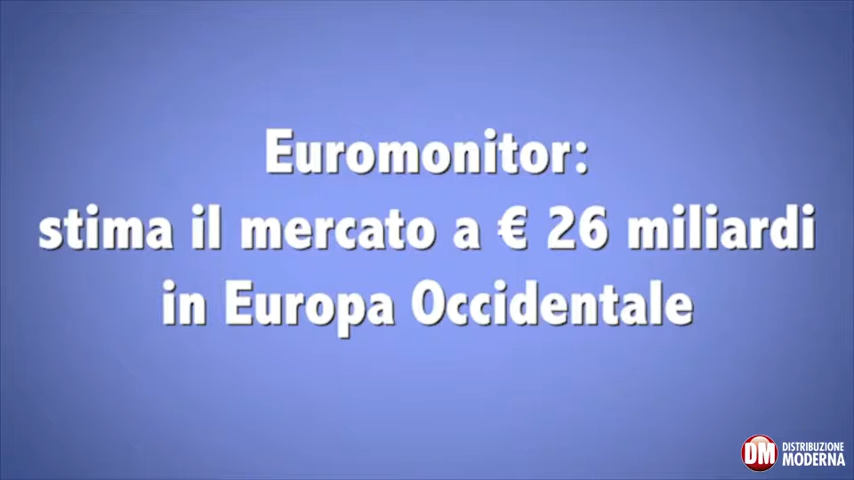 Euromonitor:
stima il mercato a € 26 miliardi
in Europa Occidentale
DM DISTRIBUZIONE
MODERNA